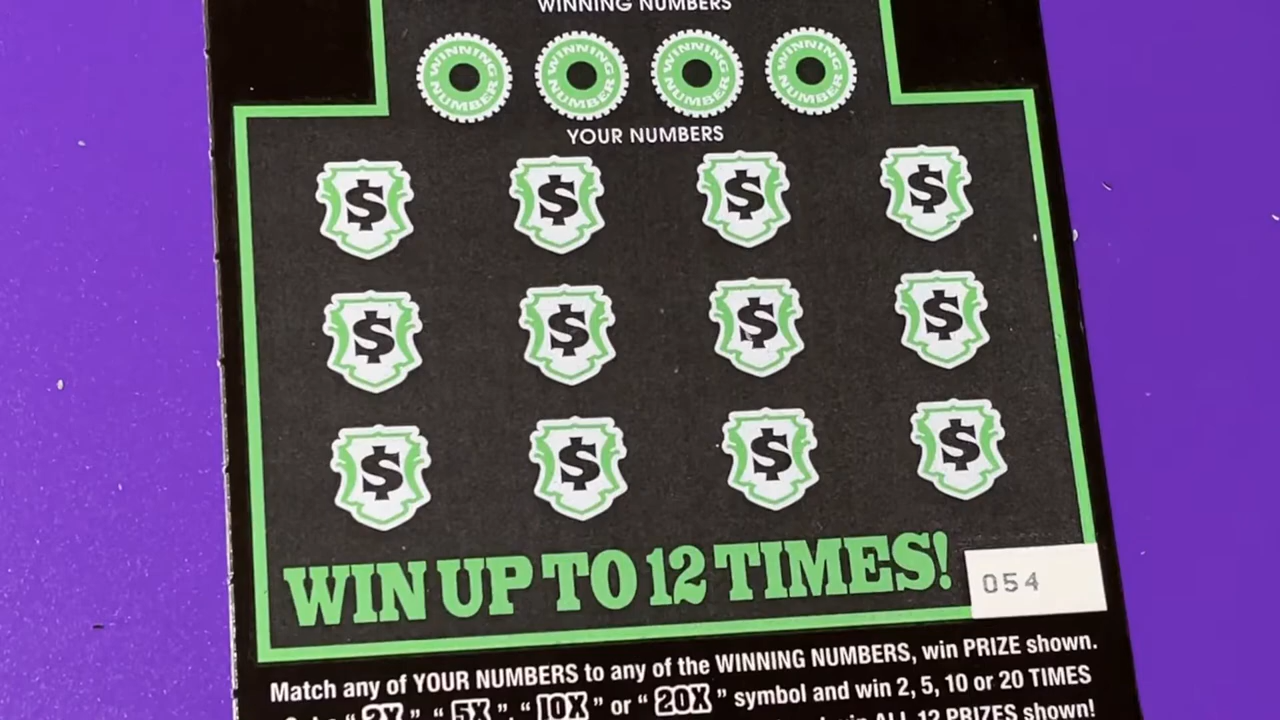 WINNING NUMBERS
WINNING NUMBER WINNING NUMBER WINNING NUMBER WINNING NUMBER
YOUR NUMBERS
$ $ $ $
$ $ $ $
$ $ $ $
WIN UP TO 12 TIMES!
054
Match any of YOUR NUMBERS to any of the WINNING NUMBERS, win PRIZE shown.
a " 2X ", " 5X ", " 10X " or " 20X " symbol and win 2, 5, 10 or 20 TIMES
win ALL 12 PRIZES shown!